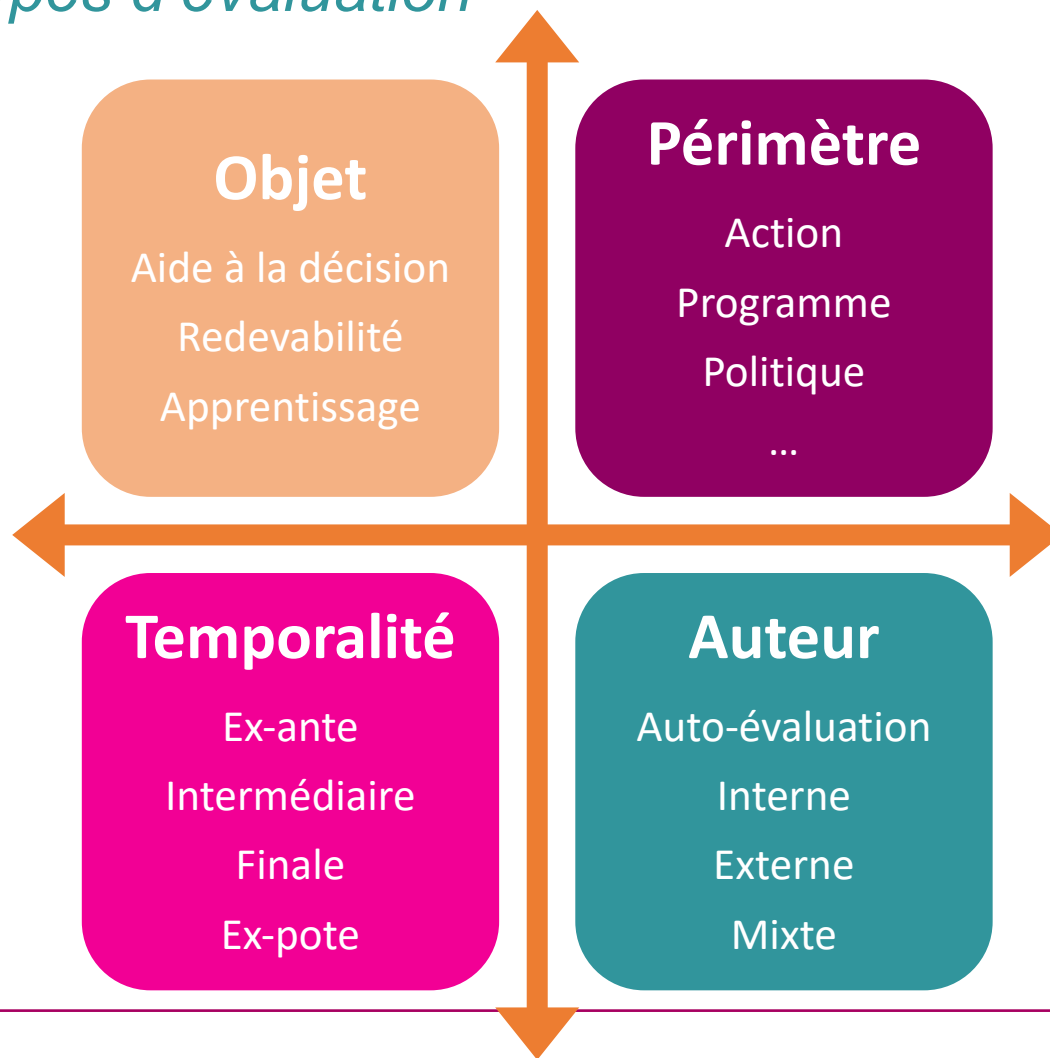 d'évaluation
Objet
Aide à la décision
Redevabilité
Apprentissage
Périmètre
Action
Programme
Politique
...
Temporalité
Ex-ante
Intermédiaire
Finale
Ex-pote
Auteur
Auto-évaluation
Interne
Externe
Mixte